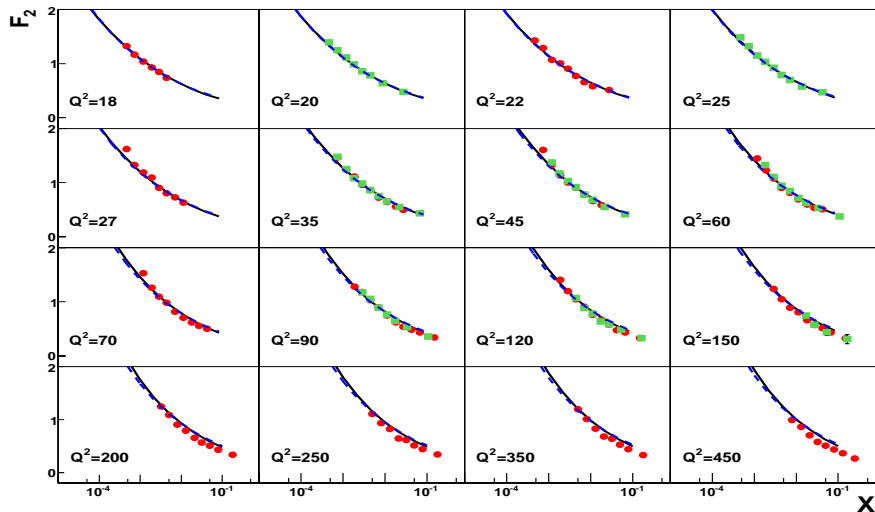 F₂
2
1
0
Q²=18
Q²=20
Q²=22
Q²=25
2
1
0
Q²=27
Q²=35
Q²=45
Q²=60
2
1
0
Q²=70
Q²=90
Q²=120
Q²=150
2
1
0
Q²=200
Q²=250
Q²=350
Q²=450
10⁻⁴ 10⁻¹ 10⁻⁴ 10⁻¹ 10⁻⁴ 10⁻¹ 10⁻⁴ 10⁻¹
X